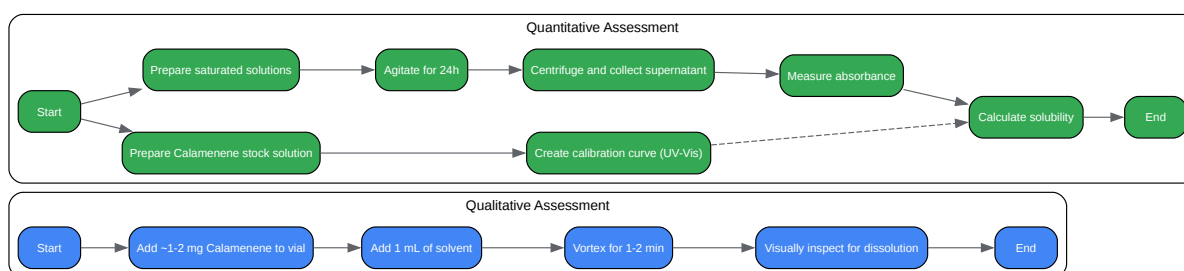 Quantitative Assessment
Start
Prepare saturated solutions
Agitate for 24h
Centrifuge and collect supernatant
Measure absorbance
Prepare Calamenene stock solution
Create calibration curve (UV-Vis)
Calculate solubility
End
Qualitative Assessment
Start
Add ~1-2 mg Calamenene to vial
Add 1 mL of solvent
Vortex for 1-2 min
Visually inspect for dissolution
End